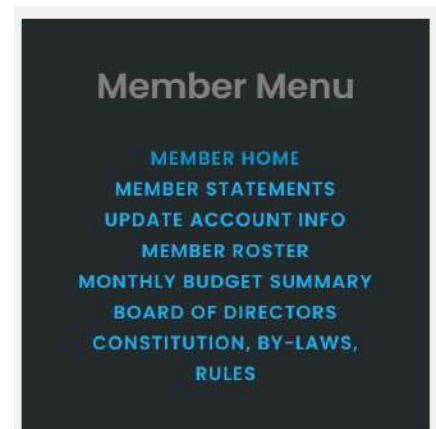 Member Menu
MEMBER HOME
MEMBER STATEMENTS
UPDATE ACCOUNT INFO
MEMBER ROSTER
MONTHLY BUDGET SUMMARY
BOARD OF DIRECTORS
CONSTITUTION, BY-LAWS,
RULES